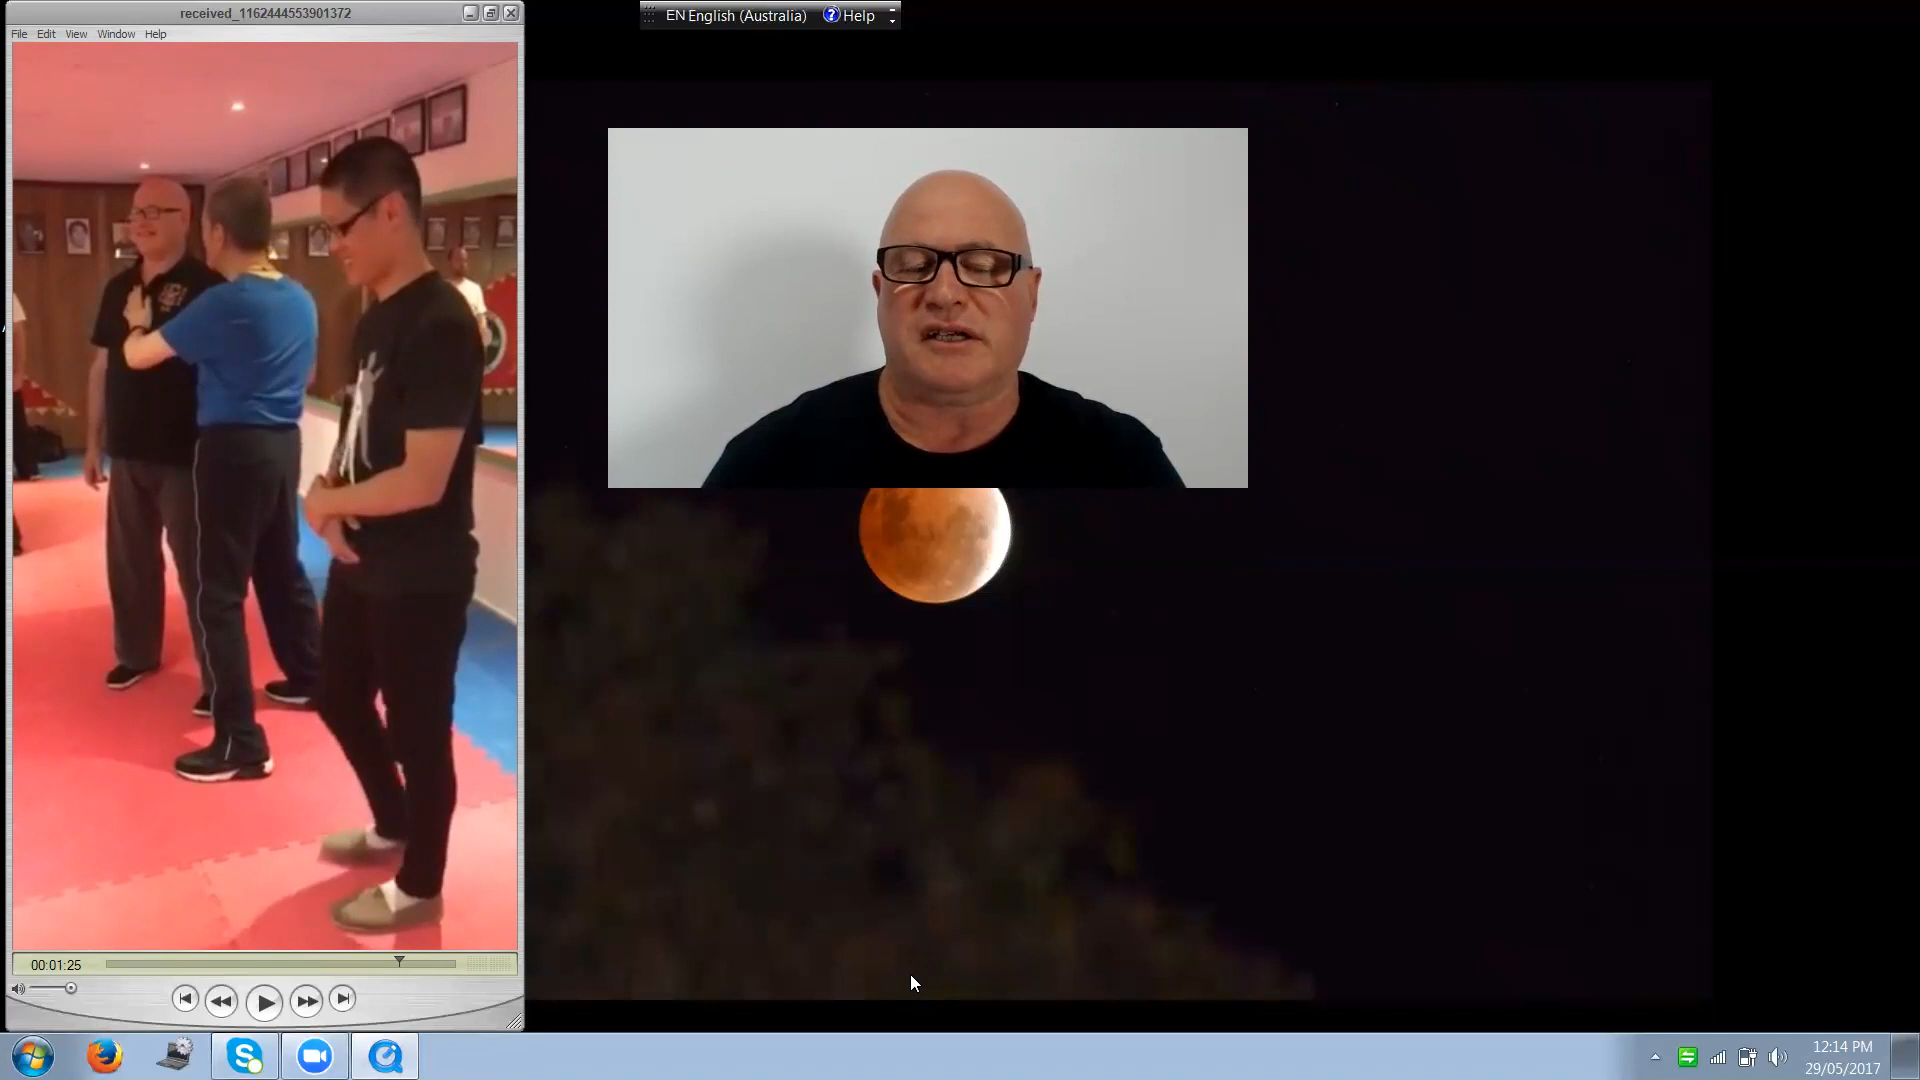 received_1162444553901372
File Edit View Window Help
EN English (Australia) Help
00:01:25
12:14 PM
29/05/2017